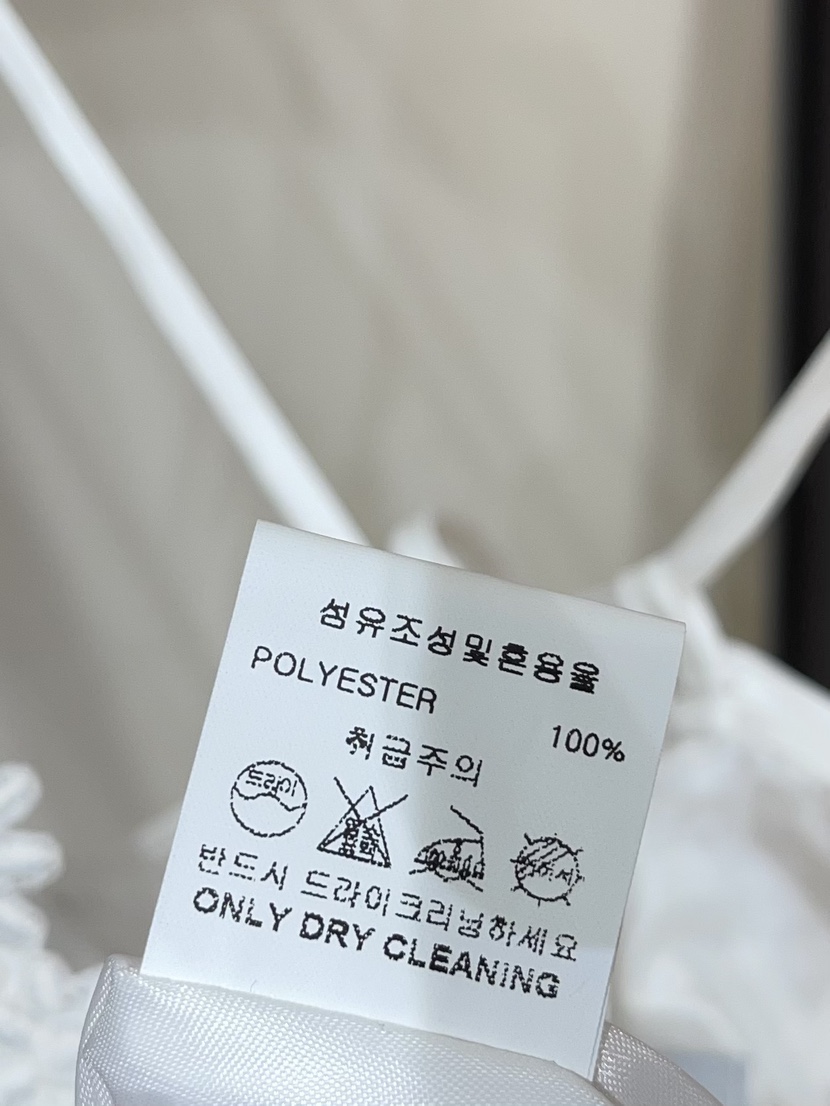 섬유조성및혼용율
POLYESTER 100%
취급주의
드라이
반드시 드라이크리닝하세요
ONLY DRY CLEANING